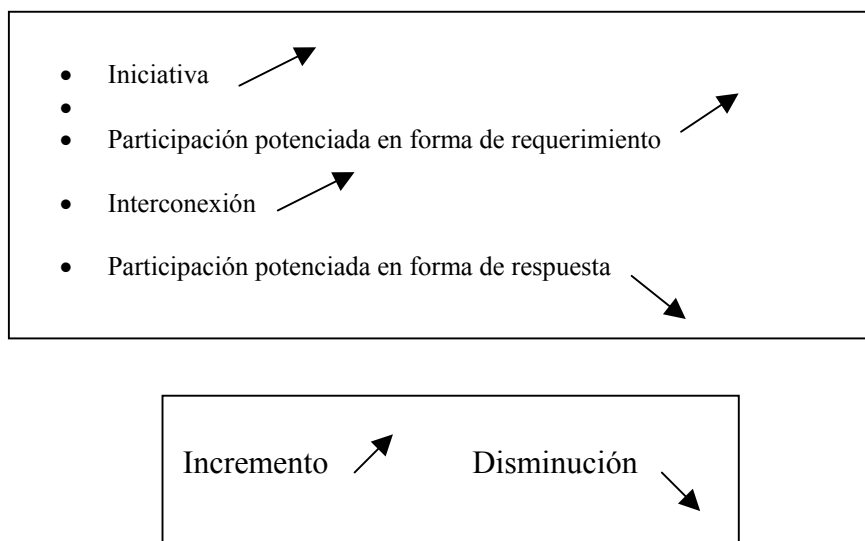 • Iniciativa
•
• Participación potenciada en forma de requerimiento
• Interconexión
• Participación potenciada en forma de respuesta
Incremento Disminución